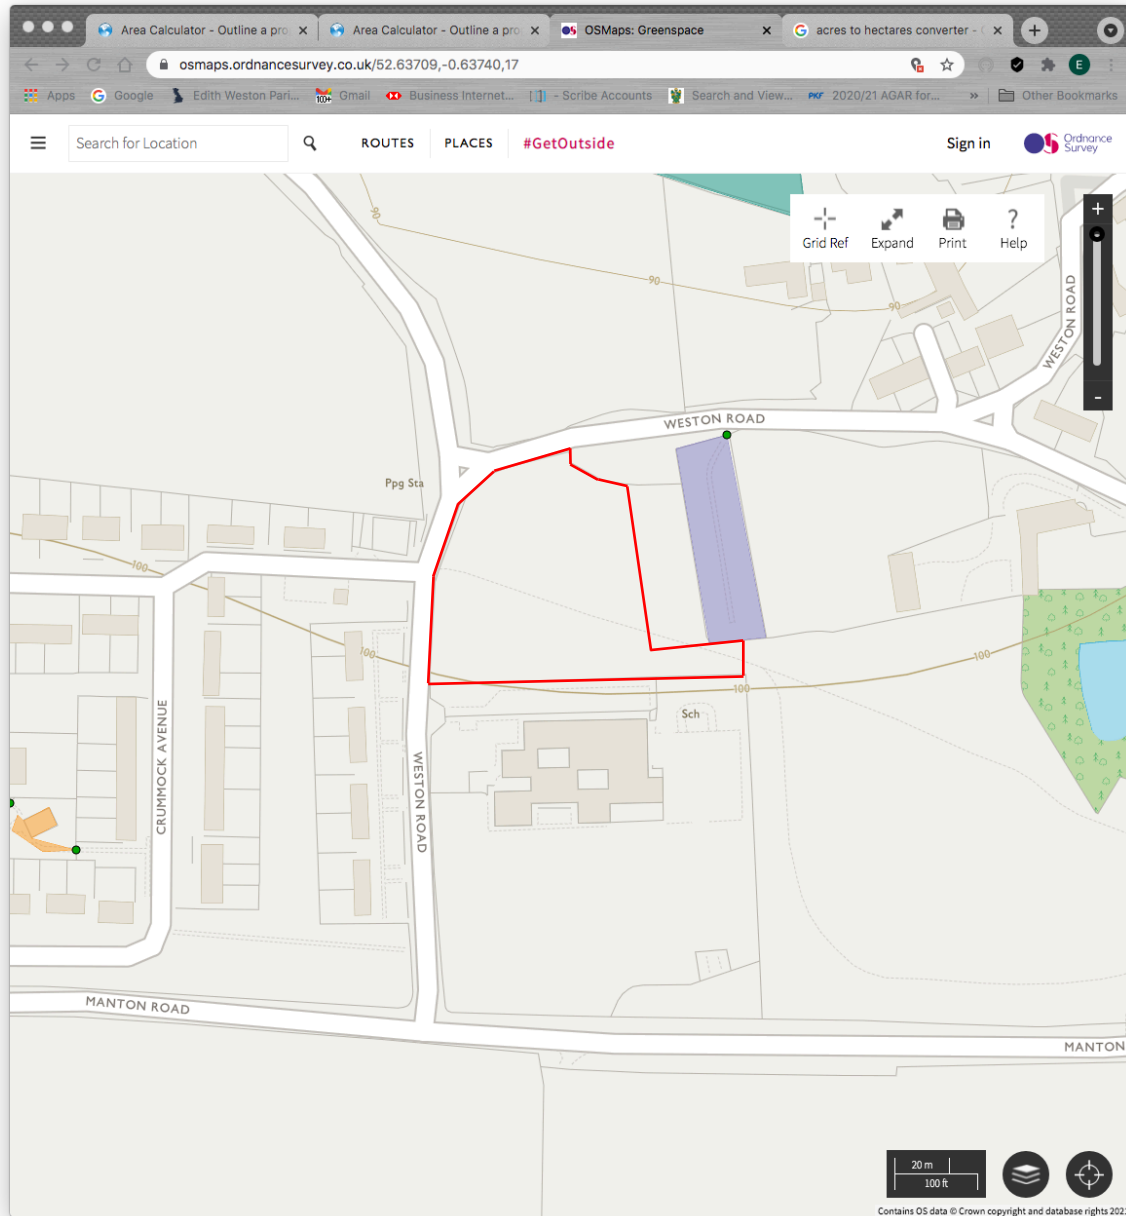 Area Calculator - Outline a pro
Area Calculator - Outline a pro
OSMaps: Greenspace
acres to hectares converter -
osmaps.ordnancesurvey.co.uk/52.63709,-0.63740,17
E
Apps
Google
Edith Weston Pari...
Gmail
Business Internet...
- Scribe Accounts
Search and View...
PKF
2020/21 AGAR for...
»
Other Bookmarks
Search for Location
ROUTES
PLACES
#GetOutside
Sign in
Ordnance
Survey
Grid Ref
Expand
Print
?
Help
+
-
90
90
90
WESTON ROAD
WESTON ROAD
Ppg Sta
100
100
100
100
Sch
CRUMMOCK AVENUE
WESTON ROAD
MANTON ROAD
MANTON
20 m
100 ft
Contains OS data © Crown copyright and database rights 202